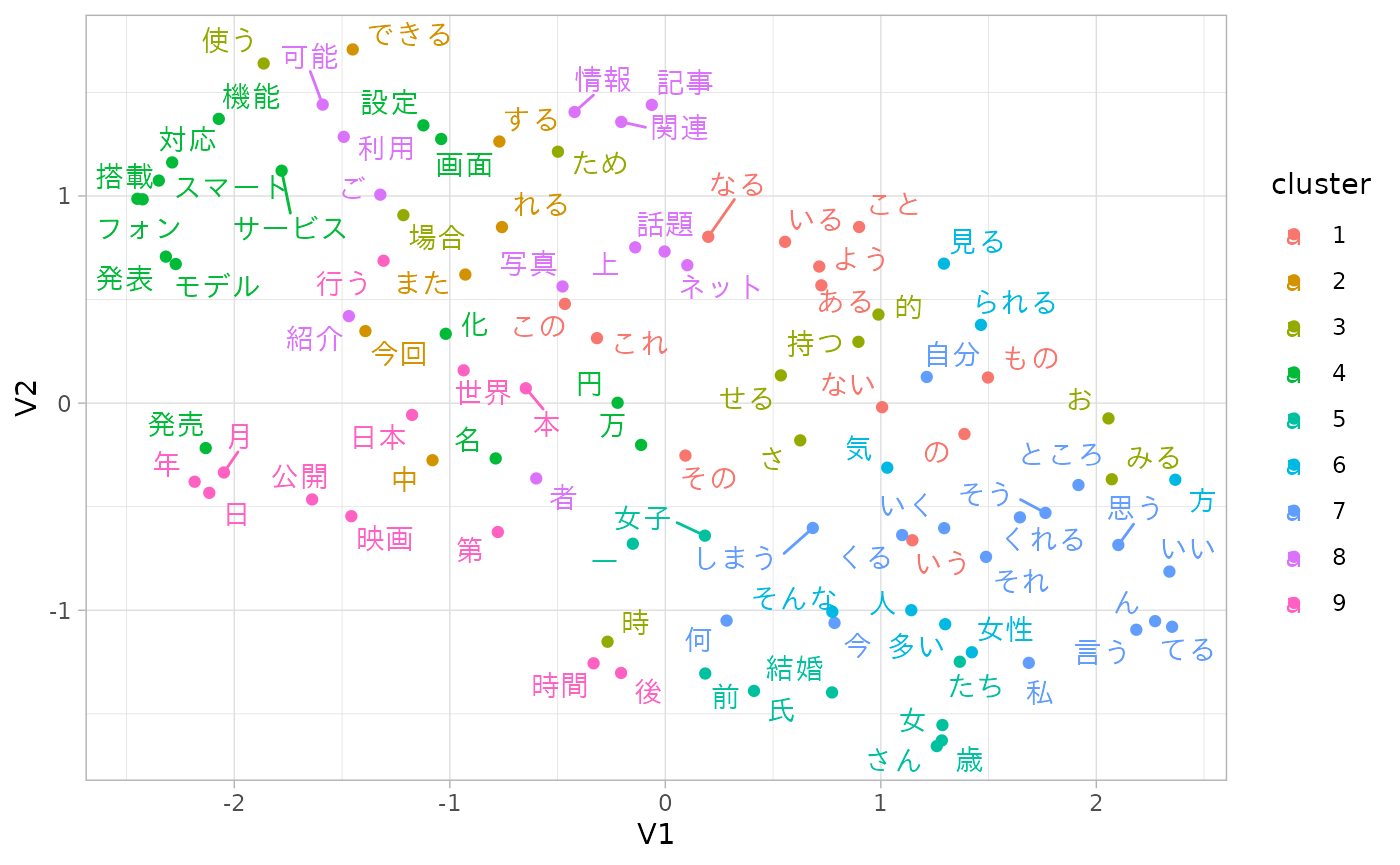 できる
使う
可能
情報
記事
機能
設定
関連
する
対応
利用
画面
ため
搭載
スマート
ご
れる
なる
いる
こと
フォン
サービス
場合
話題
見る
写真
上
よう
発表
モデル
行う
また
ネット
ある
られる
的
紹介
今回
化
この
これ
持つ
自分
もの
世界
円
せる
ない
お
発売
月
日本
名
本
万
気
の
ところ
みる
年
公開
中
者
その
さ
いく
そう
思う
方
日
映画
第
女子
一
しまう
くる
いう
くれる
いい
それ
そんな
人
ん
時
何
今
多い
女性
言う
てる
時間
後
前
結婚
氏
たち
私
女
さん
歳
1
0
-1
-2
-1
0
1
2
V1
V2
cluster
a 1
a 2
a 3
a 4
a 5
a 6
a 7
a 8
a 9